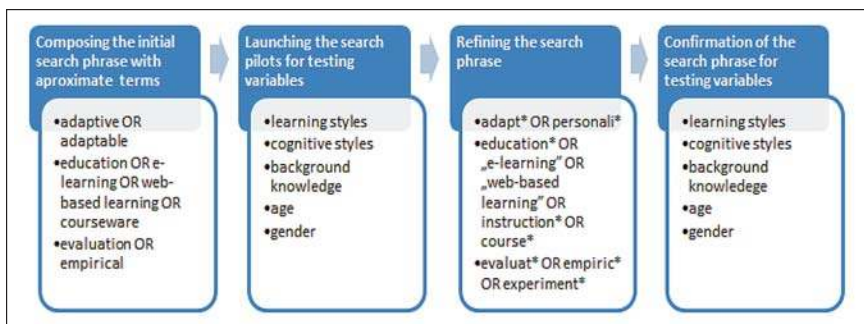 Composing the initial
search phrase with
aproximate terms
•adaptive OR
adaptable
•education OR e-
learning OR web-
based learning OR
courseware
•evaluation OR
empirical
Launching the search
pilots for testing
variables
•learning styles
•cognitive styles
•background
knowledge
•age
•gender
Refining the search
phrase
•adapt* OR personali*
•education* OR
„e-learning” OR
„web-based
learning” OR
instruction* OR
course*
•evaluat* OR empiric*
OR experiment*
Confirmation of the
search phrase for
testing variables
•learning styles
•cognitive styles
•background
knowledege
•age
•gender